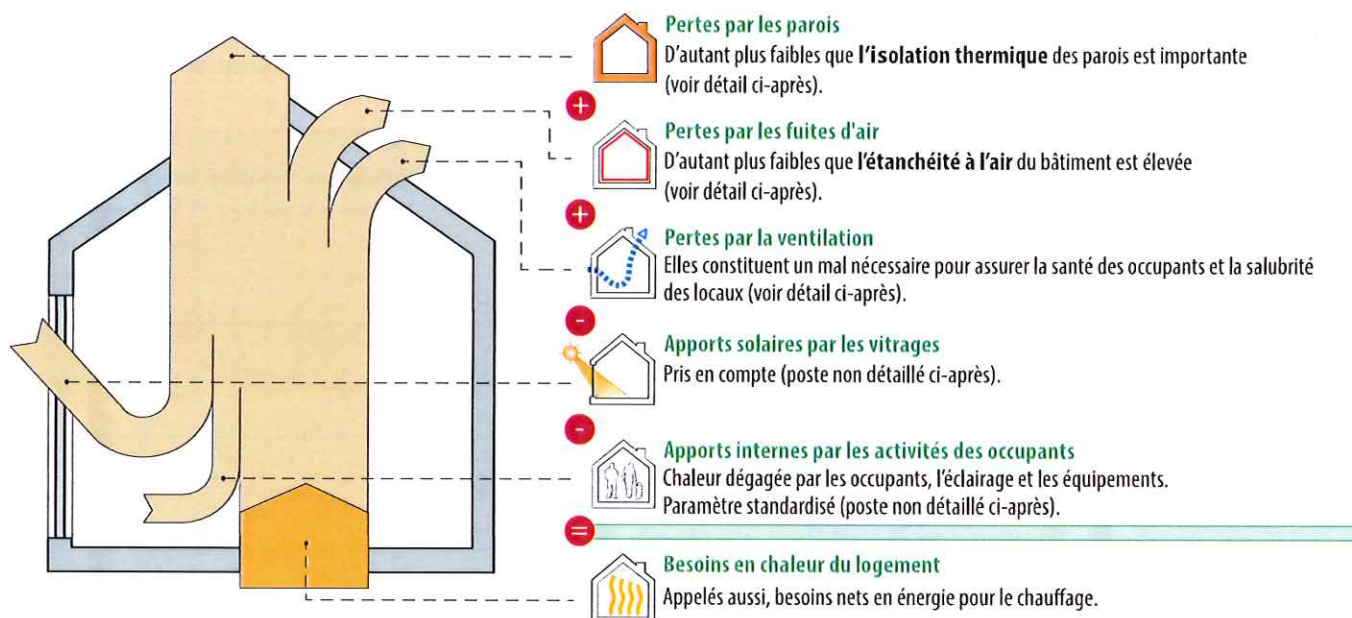 Pertes par les parois
D'autant plus faibles que l'isolation thermique des parois est importante
(voir détail ci-après).
+
Pertes par les fuites d'air
D'autant plus faibles que l'étanchéité à l'air du bâtiment est élevée
(voir détail ci-après).
+
Pertes par la ventilation
Elles constituent un mal nécessaire pour assurer la santé des occupants et la salubrité
des locaux (voir détail ci-après).
-
Apports solaires par les vitrages
Pris en compte (poste non détaillé ci-après).
-
Apports internes par les activités des occupants
Chaleur dégagée par les occupants, l'éclairage et les équipements.
Paramètre standardisé (poste non détaillé ci-après).
=
Besoins en chaleur du logement
Appelés aussi, besoins nets en énergie pour le chauffage.